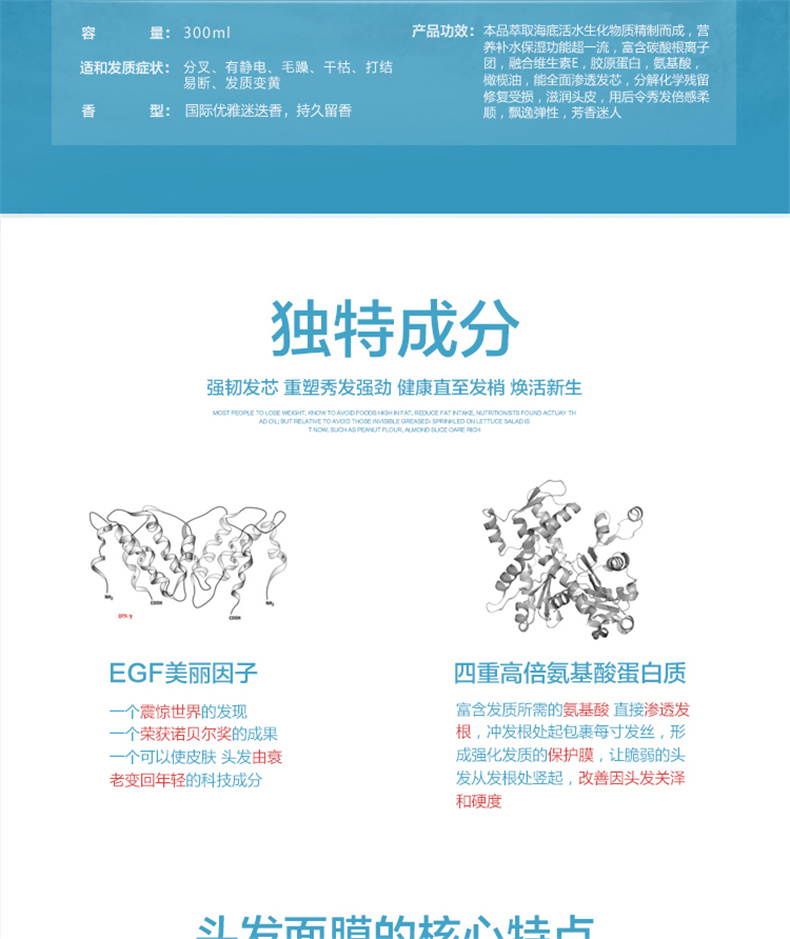 容 量： 300ml
适和发质症状： 分叉、有静电、毛躁、干枯、打结
易断、发质变黄
香 型： 国际优雅迷迭香，持久留香
产品功效： 本品萃取海底活水生化物质精制而成，营
养补水保湿功能超一流，富含碳酸根离子
团，融合维生素E，胶原蛋白，氨基酸，
橄榄油，能全面渗透发芯，分解化学残留
修复受损，滋润头皮，用后令秀发倍感柔
顺，飘逸弹性，芳香迷人
独特成分
强韧发芯 重塑秀发强劲 健康直至发梢 焕活新生
MOST PEOPLE TO LOSE WEIGHT, KNOW TO AVOID FOODS HIGH IN FAT, REDUCE FAT INTAKE, NUTRITIONISTS FOUND ACTUAY TH
AD OIL; BUT RELATIVE TO AVOID THOSE INVISIBLE GREASED: SPRINKLED ON LETTUCE SALAD IS
T NOW, SUCH AS PEANUT FLOUR, ALMOND SLICE CARE RICH
NH2
COOH
COOH
NH2
IFN-γ
EGF美丽因子
一个震惊世界的发现
一个荣获诺贝尔奖的成果
一个可以使皮肤 头发由衰
老变回年轻的科技成分
四重高倍氨基酸蛋白质
富含发质所需的氨基酸 直接渗透发
根，冲发根处起包裹每寸发丝，形
成强化发质的保护膜，让脆弱的头
发从发根处竖起，改善因头发关泽
和硬度
头发面膜的核心特点